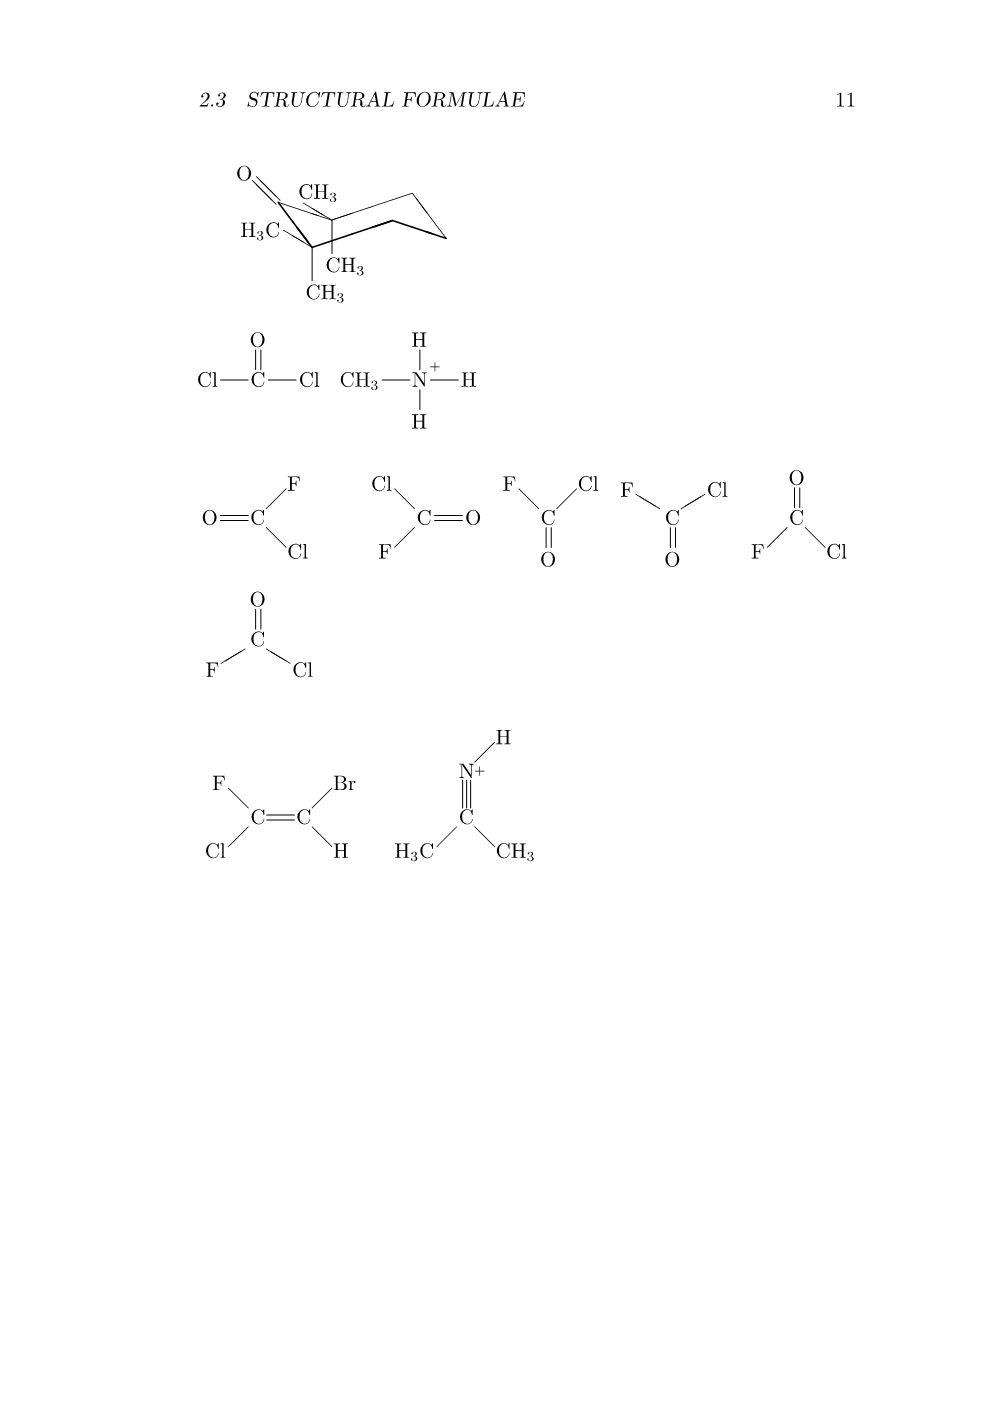 2.3 STRUCTURAL FORMULAE 11
O
CH₃
H₃C
CH₃
CH₃
O
Cl C Cl
H
CH₃ N + H
H
F
O C
Cl
Cl
C O
F
F Cl
C
O
F Cl
C
O
O
C
F Cl
O
C
F Cl
F Br
C C
Cl H
H
N+
C
H₃C CH₃